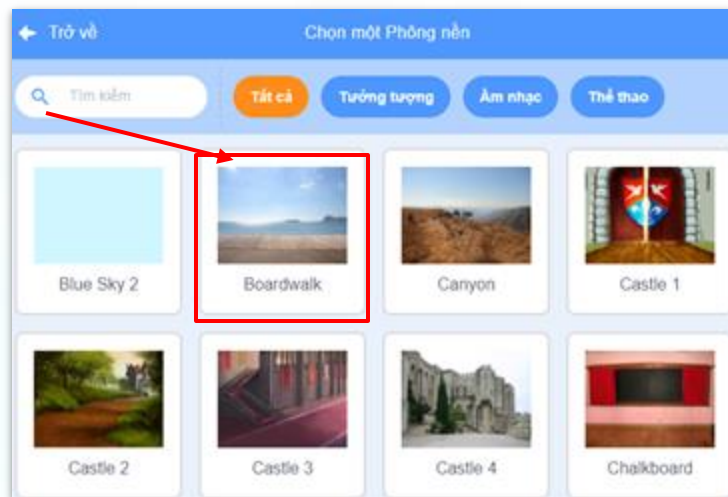 Trở về
Chọn một Phông nền
Tìm kiếm
Tất cả
Tưởng tượng
Âm nhạc
Thể thao
Blue Sky 2
Boardwalk
Canyon
Castle 1
Castle 2
Castle 3
Castle 4
Chalkboard